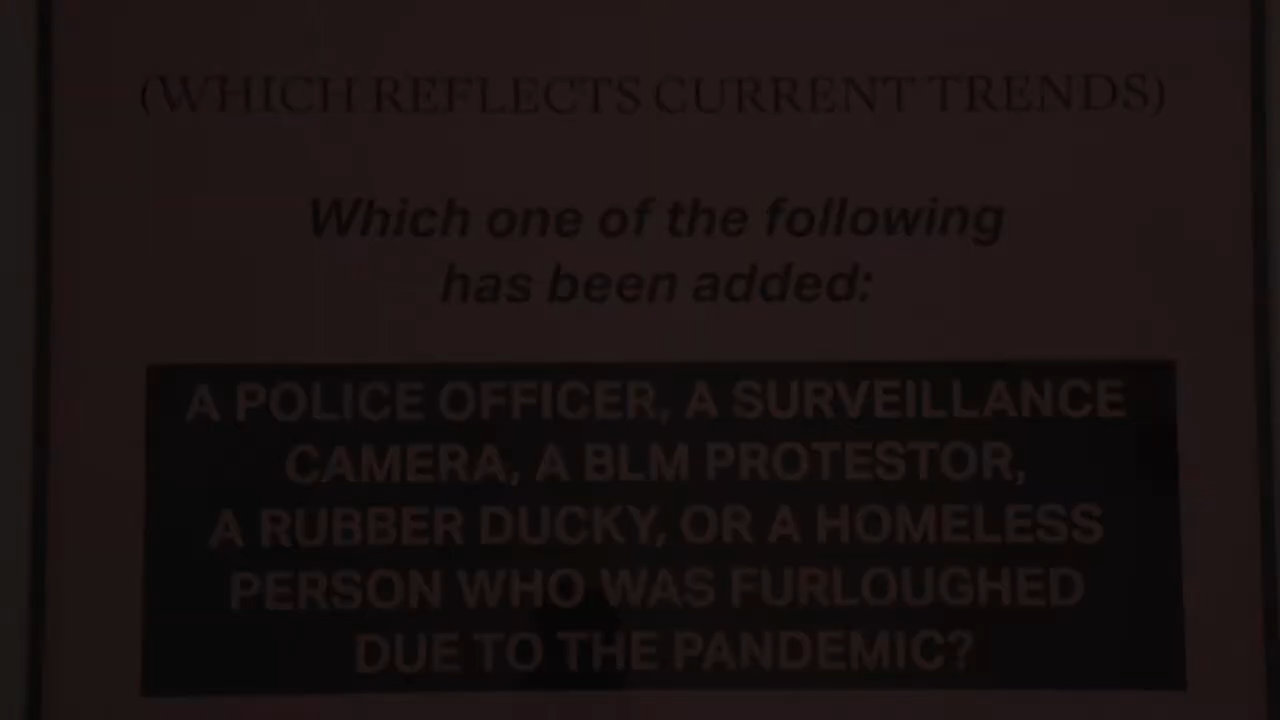 (WHICH REFLECTS CURRENT TRENDS)
Which one of the following
has been added:
A POLICE OFFICER, A SURVEILLANCE
CAMERA, A BLM PROTESTOR,
A RUBBER DUCKY, OR A HOMELESS
PERSON WHO WAS FURLOUGHED
DUE TO THE PANDEMIC?